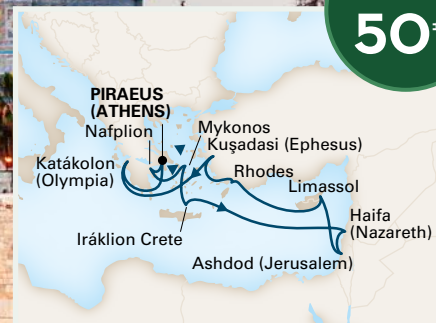 50
PIRAEUS
(ATHENS)
Nafplion
Mykonos
Kuşadasi (Ephesus)
Katákolon
(Olympia)
Rhodes
Limassol
Haifa
(Nazareth)
Iráklion Crete
Ashdod (Jerusalem)